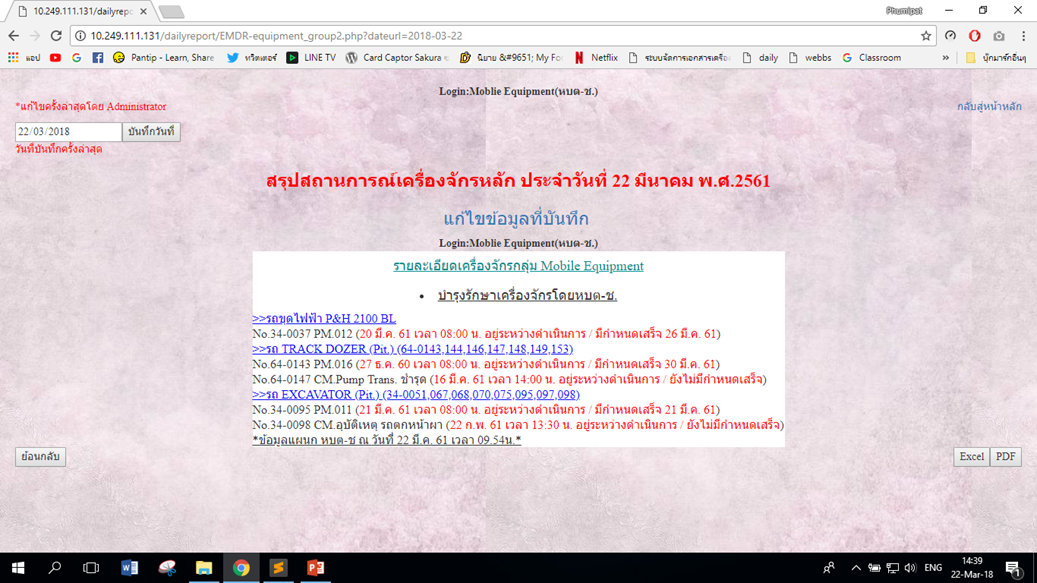 10.249.111.131/dailyrepo
Phumipat
10.249.111.131/dailyreport/EMDR-equipment_group2.php?dateurl=2018-03-22
แอป Pantip - Learn, Share ทวิตเตอร์ LINE TV Card Captor Sakura นิยาย &#9651; My Fo Netflix ระบบจัดการเอกสารเครือ daily webbs Classroom » บุ๊กมาร์กอื่นๆ
Login:Moblie Equipment(หบต-ช.)
*แก้ไขครั้งล่าสุดโดย Administrator
กลับสู่หน้าหลัก
22/03/2018 บันทึกวันที่
วันที่บันทึกครั้งล่าสุด
สรุปสถานการณ์เครื่องจักรหลัก ประจำวันที่ 22 มีนาคม พ.ศ.2561
แก้ไขข้อมูลที่บันทึก
Login:Moblie Equipment(หบต-ช.)
รายละเอียดเครื่องจักรกลุ่ม Mobile Equipment
• บำรุงรักษาเครื่องจักรโดยหบต-ช.
>>รถขุดไฟฟ้า P&H 2100 BL
No.34-0037 PM.012 (20 มี.ค. 61 เวลา 08:00 น. อยู่ระหว่างดำเนินการ / มีกำหนดเสร็จ 26 มี.ค. 61)
>>รถ TRACK DOZER (Pit.) (64-0143,144,146,147,148,149,153)
No.64-0143 PM.016 (27 ธ.ค. 60 เวลา 08:00 น. อยู่ระหว่างดำเนินการ / มีกำหนดเสร็จ 30 มี.ค. 61)
No.64-0147 CM.Pump Trans. ชำรุด (16 มี.ค. 61 เวลา 14:00 น. อยู่ระหว่างดำเนินการ / ยังไม่มีกำหนดเสร็จ)
>>รถ EXCAVATOR (Pit.) (34-0051,067,068,070,075,095,097,098)
No.34-0095 PM.011 (21 มี.ค. 61 เวลา 08:00 น. อยู่ระหว่างดำเนินการ / มีกำหนดเสร็จ 21 มี.ค. 61)
No.34-0098 CM.อุบัติเหตุ รถตกหน้าผา (22 ก.พ. 61 เวลา 13:30 น. อยู่ระหว่างดำเนินการ / ยังไม่มีกำหนดเสร็จ)
*ข้อมูลแผนก หบต-ช ณ วันที่ 22 มี.ค. 61 เวลา 09.54น.*
ย้อนกลับ
Excel PDF
ENG
14:39
22-Mar-18
1